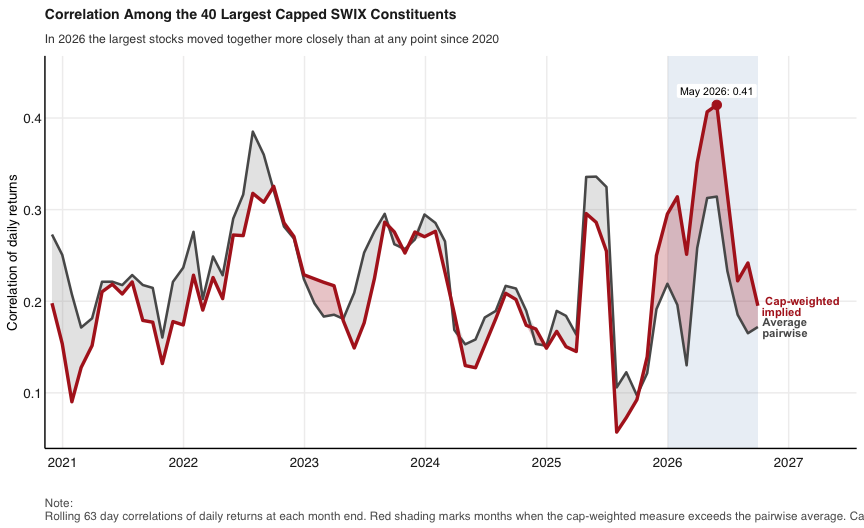 Correlation Among the 40 Largest Capped SWIX Constituents
In 2026 the largest stocks moved together more closely than at any point since 2020
May 2026: 0.41
0.4
0.3
0.2
0.1
Correlation of daily returns
Cap-weighted
implied
Average
pairwise
2021
2022
2023
2024
2025
2026
2027
Note:
Rolling 63 day correlations of daily returns at each month end. Red shading marks months when the cap-weighted measure exceeds the pairwise average. Ca